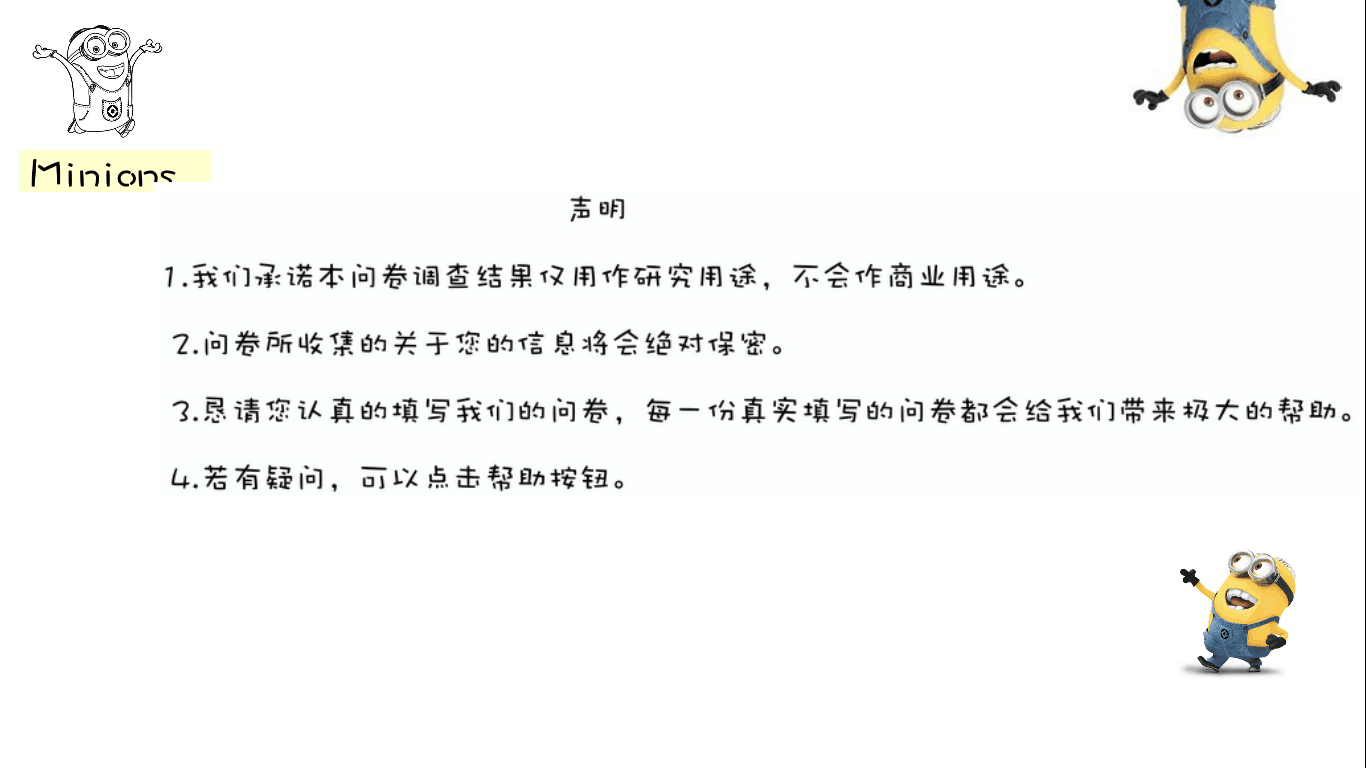 Minions
声明
1.我们承诺本问卷调查结果仅用作研究用途，不会作商业用途。
2.问卷所收集的关于您的信息将会绝对保密。
3.恳请您认真的填写我们的问卷，每一份真实填写的问卷都会给我们带来极大的帮助。
4.若有疑问，可以点击帮助按钮。